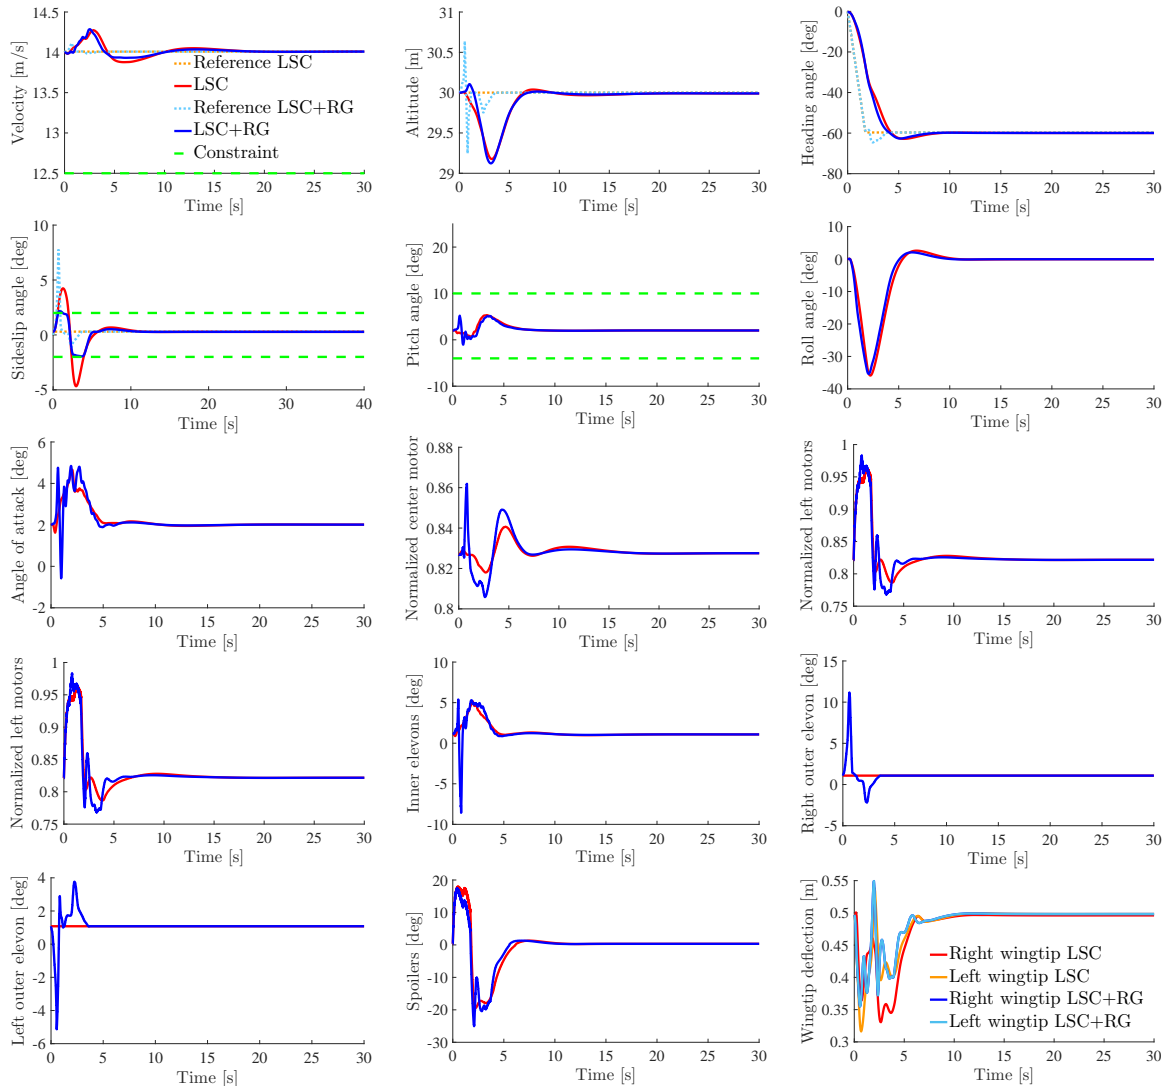 14.5
14
13.5
13
12.5
Velocity [m/s]
Reference LSC
LSC
Reference LSC+RG
LSC+RG
Constraint
0 5 10 15 20 25 30
Time [s]
31
30.5
30
29.5
29
Altitude [m]
0 5 10 15 20 25 30
Time [s]
0
-20
-40
-60
-80
Heading angle [deg]
0 5 10 15 20 25 30
Time [s]
10
5
0
-5
Sideslip angle [deg]
0 10 20 30 40
Time [s]
20
10
0
-10
Pitch angle [deg]
0 5 10 15 20 25 30
Time [s]
0
-10
-20
-30
-40
Roll angle [deg]
0 5 10 15 20 25 30
Time [s]
6
4
2
0
-2
Angle of attack [deg]
0 5 10 15 20 25 30
Time [s]
0.88
0.86
0.84
0.82
0.8
Normalized center motor
0 5 10 15 20 25 30
Time [s]
1
0.95
0.9
0.85
0.8
0.75
Normalized left motors
0 5 10 15 20 25 30
Time [s]
1
0.95
0.9
0.85
0.8
0.75
Normalized left motors
0 5 10 15 20 25 30
Time [s]
10
5
0
-5
-10
Inner elevons [deg]
0 5 10 15 20 25 30
Time [s]
15
10
5
0
-5
Right outer elevon [deg]
0 5 10 15 20 25 30
Time [s]
4
2
0
-2
-4
-6
Left outer elevon [deg]
0 5 10 15 20 25 30
Time [s]
20
10
0
-10
-20
-30
Spoilers [deg]
0 5 10 15 20 25 30
Time [s]
0.55
0.5
0.45
0.4
0.35
0.3
Wingtip deflection [m]
Right wingtip LSC
Left wingtip LSC
Right wingtip LSC+RG
Left wingtip LSC+RG
0 5 10 15 20 25 30
Time [s]